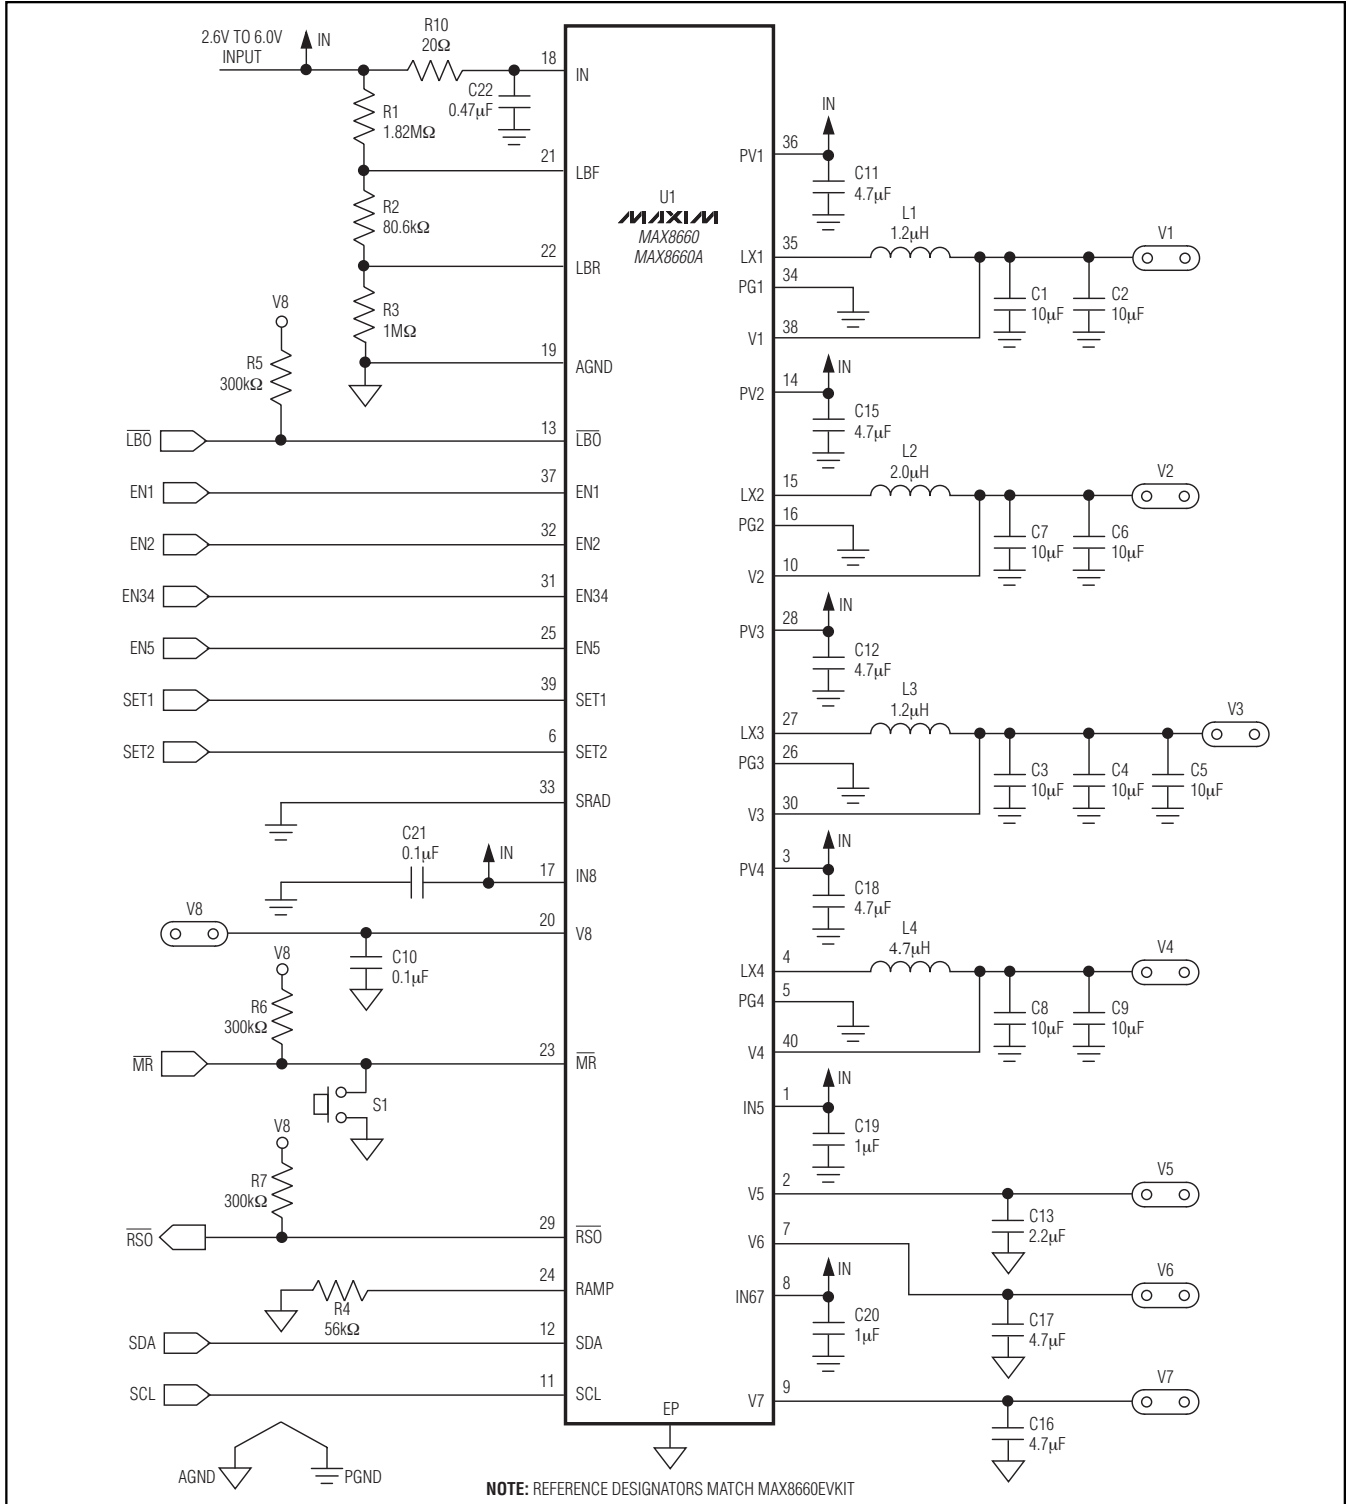 2.6V TO 6.0V
INPUT
IN
R10
20Ω
18
IN
C22
0.47µF
R1
1.82MΩ
21
LBF
R2
80.6kΩ
22
LBR
V8
R3
1MΩ
R5
300kΩ
19
AGND
LBO
13
LBO
EN1
37
EN1
EN2
32
EN2
EN34
31
EN34
EN5
25
EN5
SET1
39
SET1
SET2
6
SET2
33
SRAD
C21
0.1µF
IN
17
IN8
V8
20
V8
C10
0.1µF
V8
R6
300kΩ
MR
23
MR
S1
V8
R7
300kΩ
RSO
29
RSO
24
RAMP
R4
56kΩ
SDA
12
SDA
SCL
11
SCL
AGND
PGND
U1
MAXIM
MAX8660
MAX8660A
EP
IN
PV1
36
C11
4.7µF
L1
1.2µH
LX1
35
V1
PG1
34
C1
10µF
C2
10µF
V1
38
IN
PV2
14
C15
4.7µF
L2
2.0µH
LX2
15
V2
PG2
16
C7
10µF
C6
10µF
V2
10
IN
PV3
28
C12
4.7µF
L3
1.2µH
LX3
27
V3
PG3
26
C3
10µF
C4
10µF
C5
10µF
V3
30
IN
PV4
3
C18
4.7µF
L4
4.7µH
LX4
4
V4
PG4
5
C8
10µF
C9
10µF
V4
40
IN
IN5
1
C19
1µF
V5
2
V5
C13
2.2µF
V6
7
V6
IN
IN67
8
C20
1µF
C17
4.7µF
V7
9
V7
C16
4.7µF
NOTE: REFERENCE DESIGNATORS MATCH MAX8660EVKIT